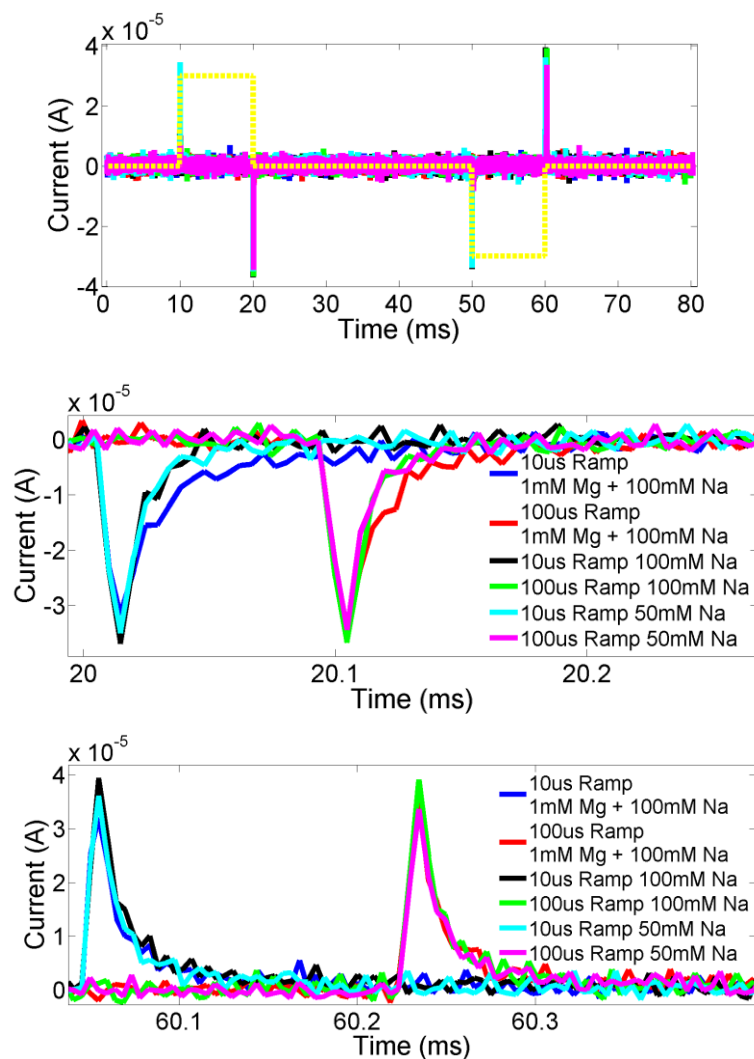 x 10-5
4
2
0
-2
-4
Current (A)
0 10 20 30 40 50 60 70 80
Time (ms)
x 10-5
0
-1
-2
-3
Current (A)
10us Ramp
1mM Mg + 100mM Na
100us Ramp
1mM Mg + 100mM Na
10us Ramp 100mM Na
100us Ramp 100mM Na
10us Ramp 50mM Na
100us Ramp 50mM Na
20 20.1 20.2
Time (ms)
x 10-5
4
3
2
1
0
Current (A)
10us Ramp
1mM Mg + 100mM Na
100us Ramp
1mM Mg + 100mM Na
10us Ramp 100mM Na
100us Ramp 100mM Na
10us Ramp 50mM Na
100us Ramp 50mM Na
60.1 60.2 60.3
Time (ms)